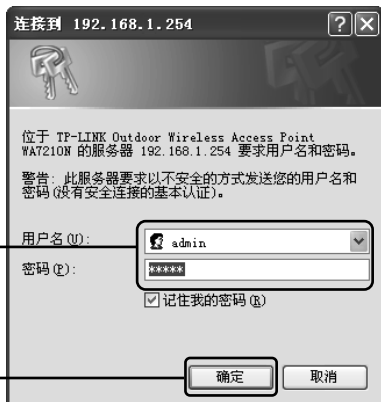 连接到 192.168.1.254
位于 TP-LINK Outdoor Wireless Access Point
WA7210N 的服务器 192.168.1.254 要求用户名和密码。
警告: 此服务器要求以不安全的方式发送您的用户名和
密码(没有安全连接的基本认证)。
用户名(U):
admin
密码(P):
*****
记住我的密码(R)
确定
取消